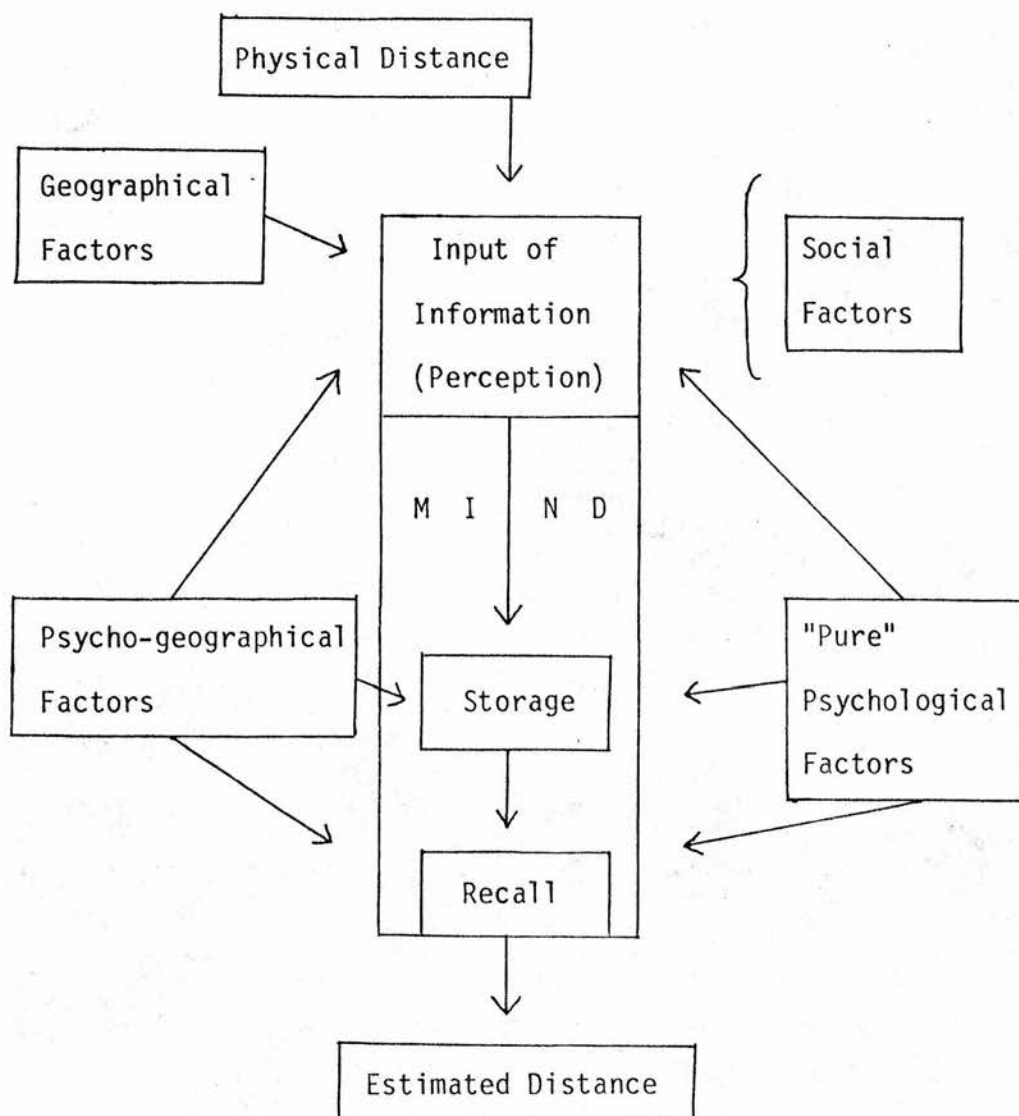 Physical Distance
Geographical
Factors
Input of
Information
(Perception)
Social
Factors
M I N D
Psycho-geographical
Factors
Storage
"Pure"
Psychological
Factors
Recall
Estimated Distance